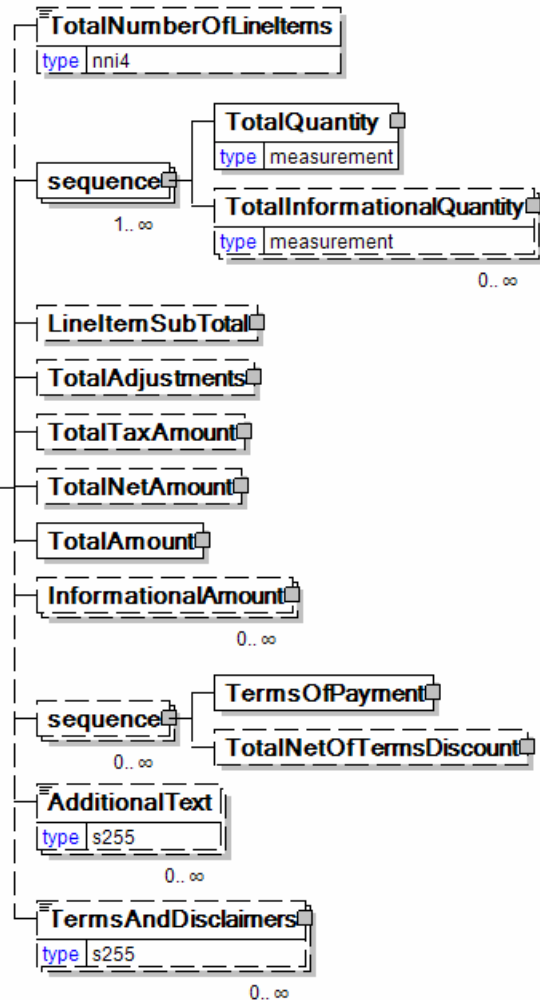 TotalNumberOfLineItems
type nni4
TotalQuantity
type measurement
sequence
1.. ∞
TotalInformationalQuantity
type measurement
0.. ∞
LineItemSubTotal
TotalAdjustments
TotalTaxAmount
TotalNetAmount
TotalAmount
InformationalAmount
0.. ∞
TermsOfPayment
sequence
0.. ∞
TotalNetOfTermsDiscount
AdditionalText
type s255
0.. ∞
TermsAndDisclaimers
type s255
0.. ∞